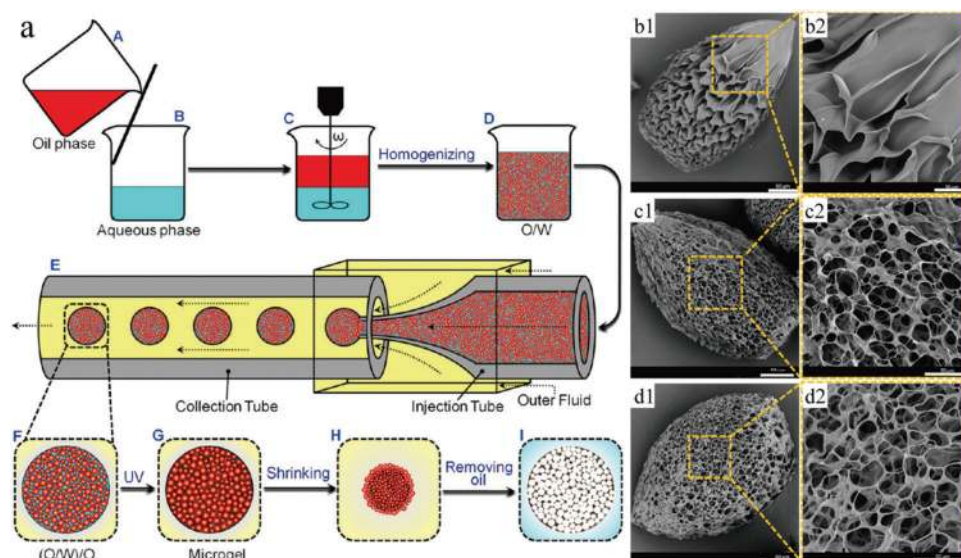 a
A
Oil phase
B
Aqueous phase
C
ω
Homogenizing
D
O/W
E
Collection Tube
Injection Tube
Outer Fluid
F
(O/W)/O
UV
G
Microgel
Shrinking
H
Removing
oil
I
b1
b2
c1
c2
d1
d2